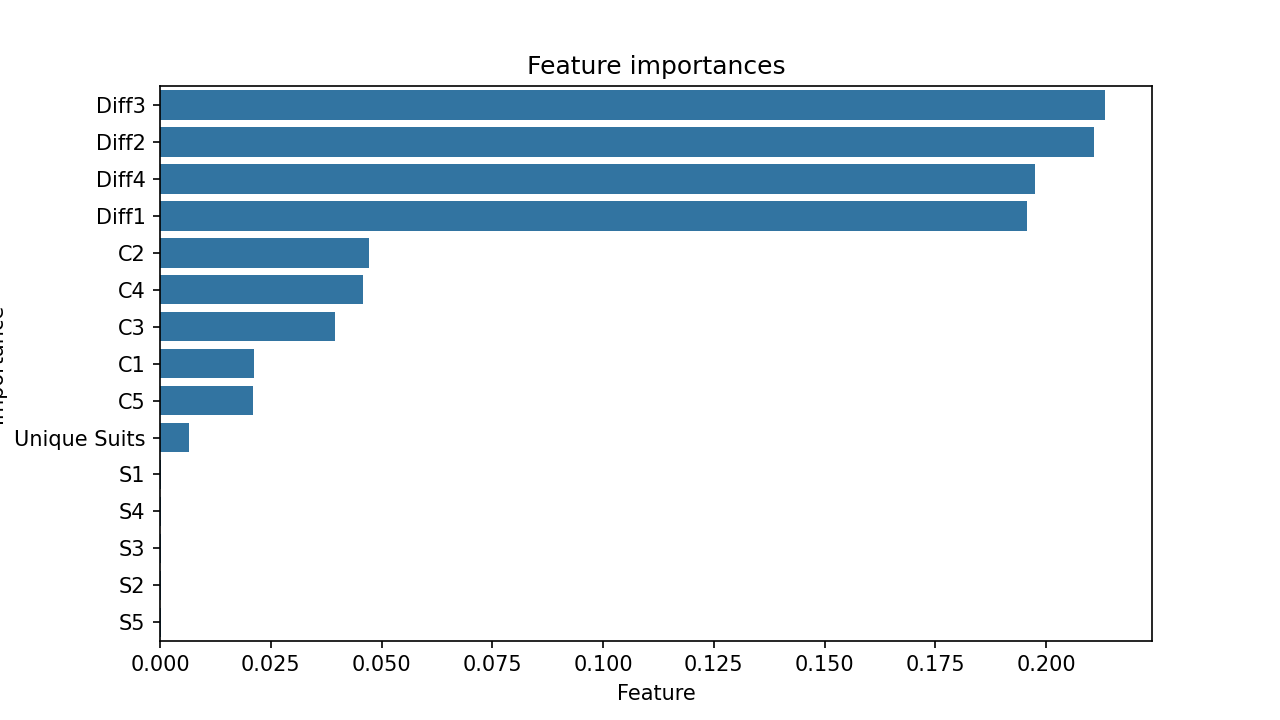 Feature importances
Diff3
Diff2
Diff4
Diff1
C2
C4
C3
C1
C5
Unique Suits
S1
S4
S3
S2
S5
0.000 0.025 0.050 0.075 0.100 0.125 0.150 0.175 0.200
Feature